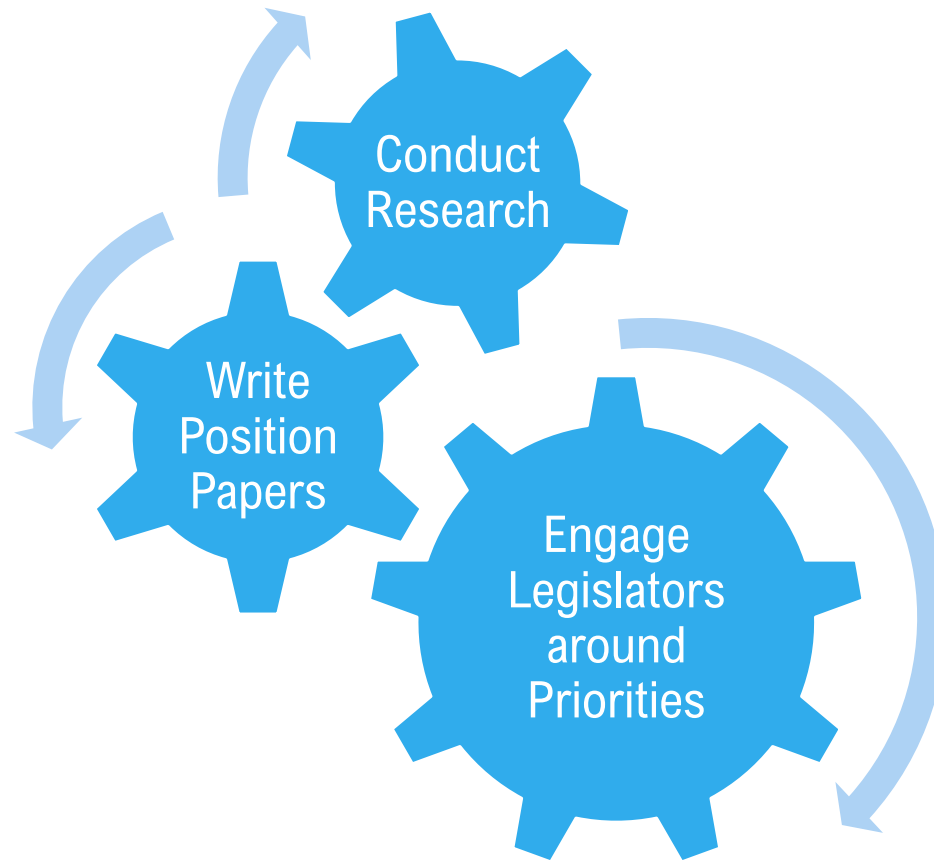 Conduct
Research
Write
Position
Papers
Engage
Legislators
around
Priorities